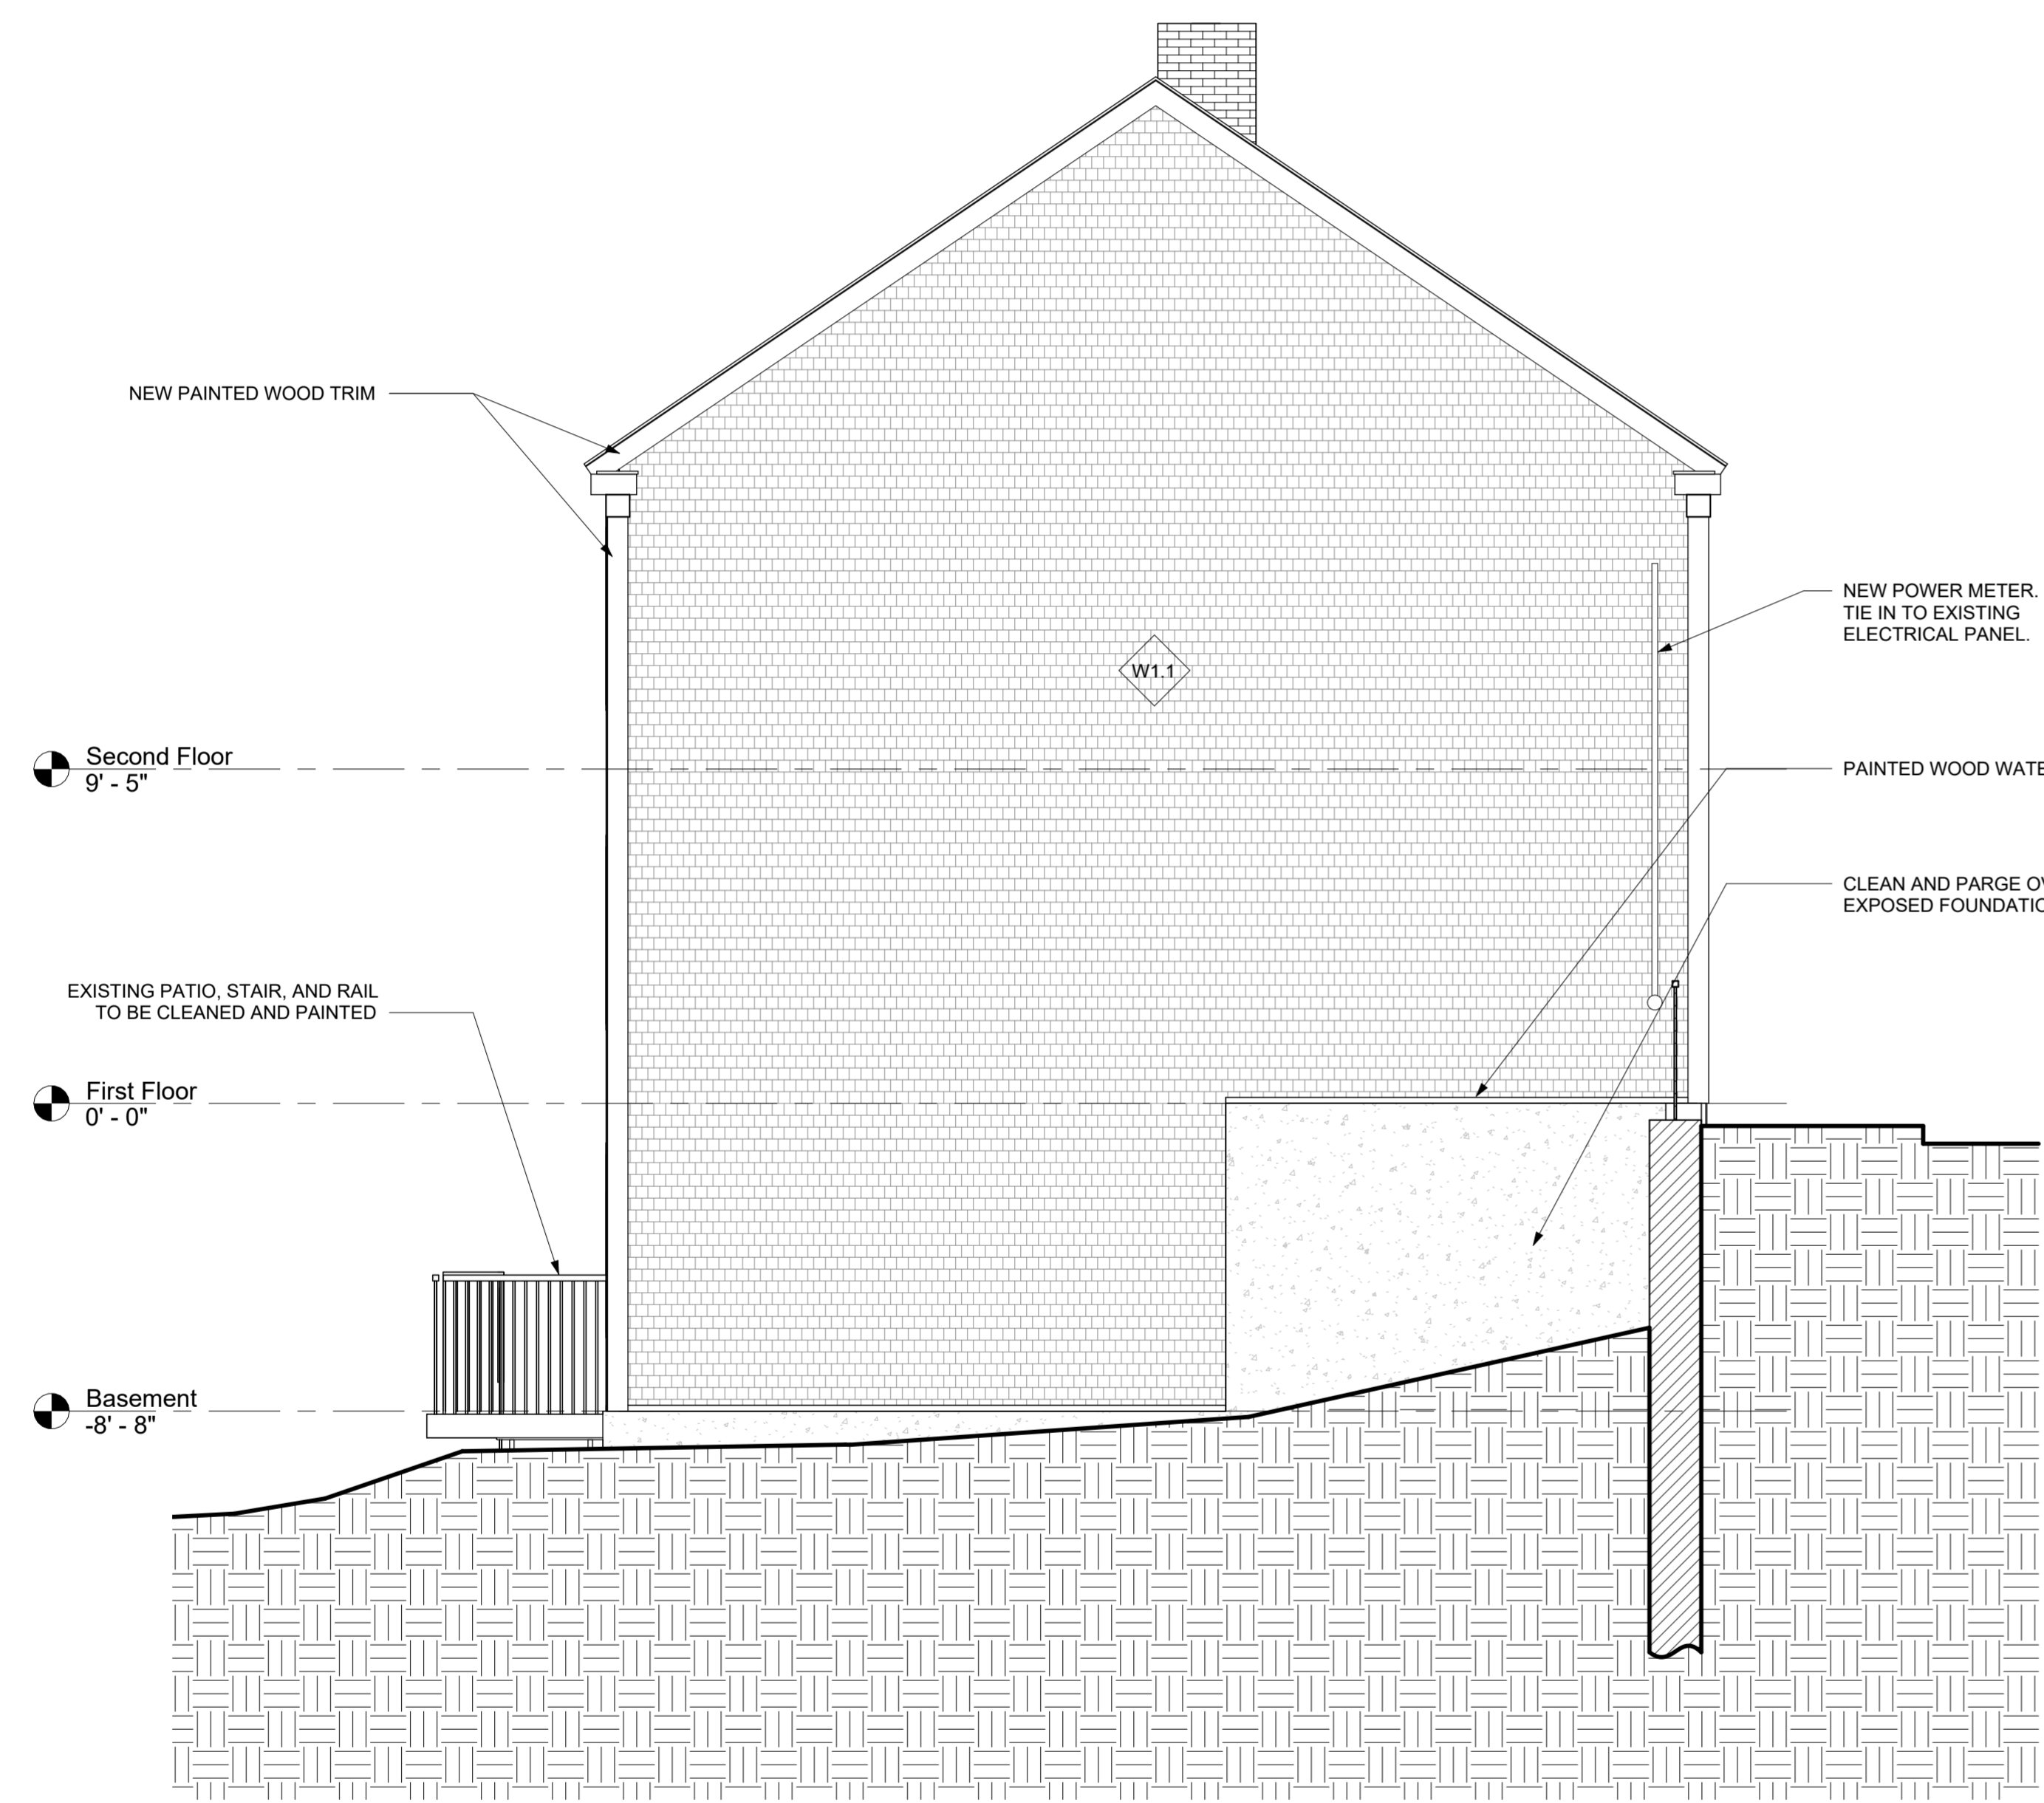 NEW PAINTED WOOD TRIM
NEW POWER METER.
TIE IN TO EXISTING
ELECTRICAL PANEL.
W1.1
Second Floor
9' - 5"
PAINTED WOOD
CLEAN AND PARGE
EXPOSED
EXISTING PATIO, STAIR, AND RAIL
TO BE CLEANED AND PAINTED
First Floor
0' - 0"
Basement
-8' - 8"